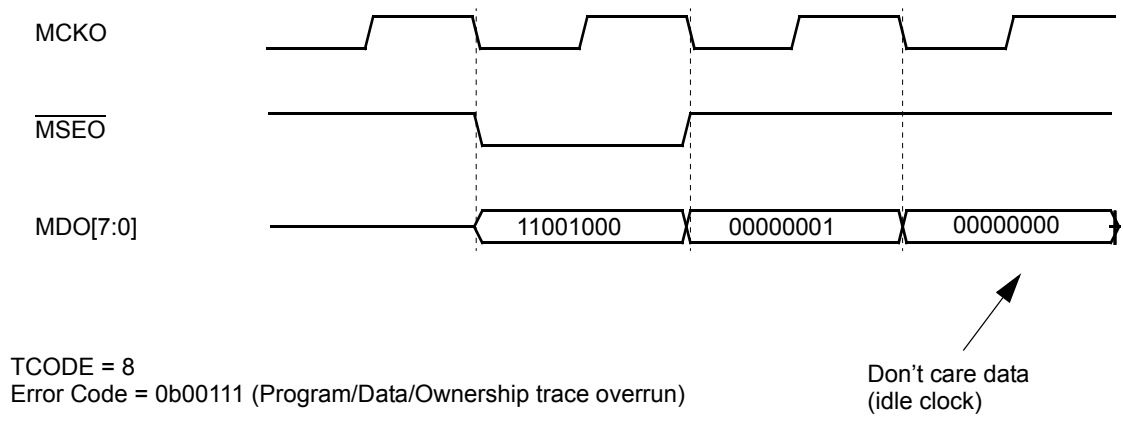 MCKO
MSEO
MDO[7:0]
11001000
00000001
00000000
TCODE = 8
Error Code = 0b00111 (Program/Data/Ownership trace overrun)
Don't care data
(idle clock)